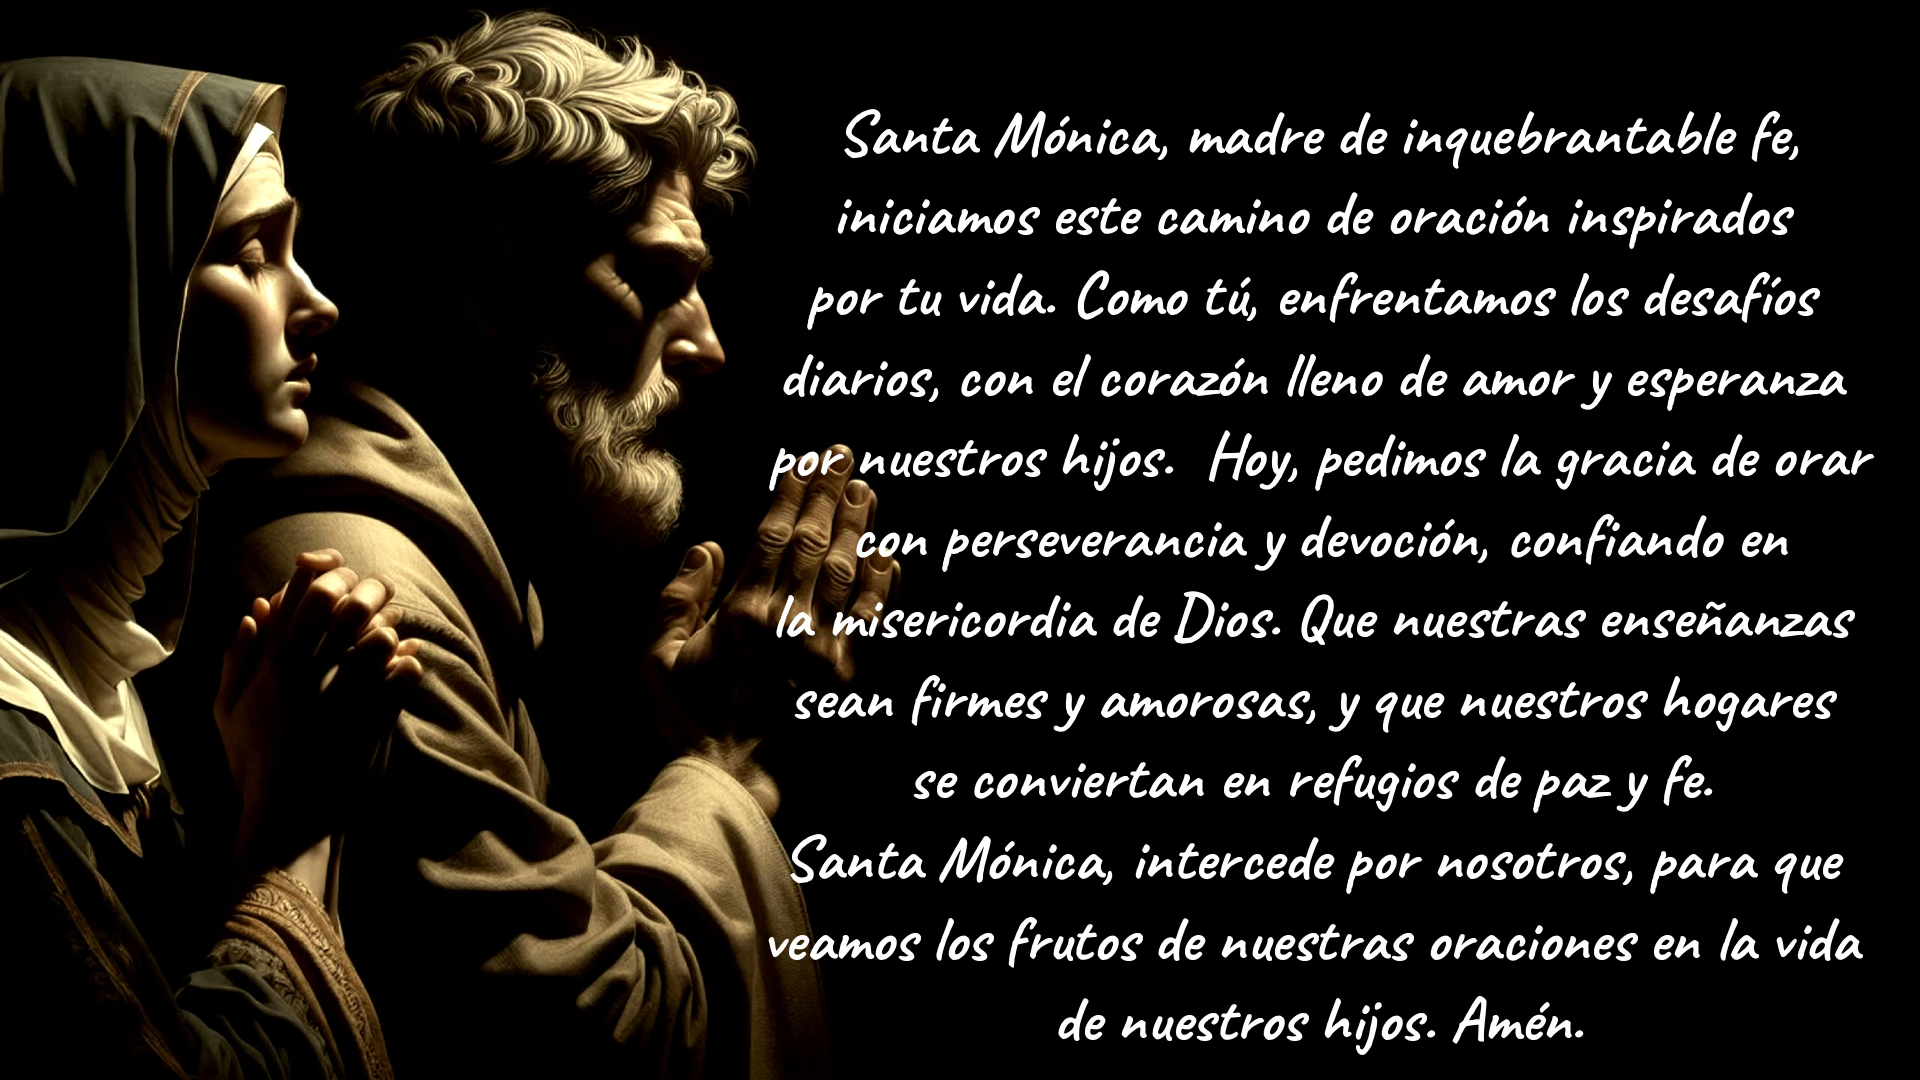 Santa Mónica, madre de inquebrantable fe,
iniciamos este camino de oración inspirados
por tu vida. Como tú, enfrentamos los desafíos
diarios, con el corazón lleno de amor y esperanza
por nuestros hijos.  Hoy, pedimos la gracia de orar
con perseverancia y devoción, confiando en
la misericordia de Dios. Que nuestras enseñanzas
sean firmes y amorosas, y que nuestros hogares
se conviertan en refugios de paz y fe.
Santa Mónica, intercede por nosotros, para que
veamos los frutos de nuestras oraciones en la vida
de nuestros hijos. Amén.